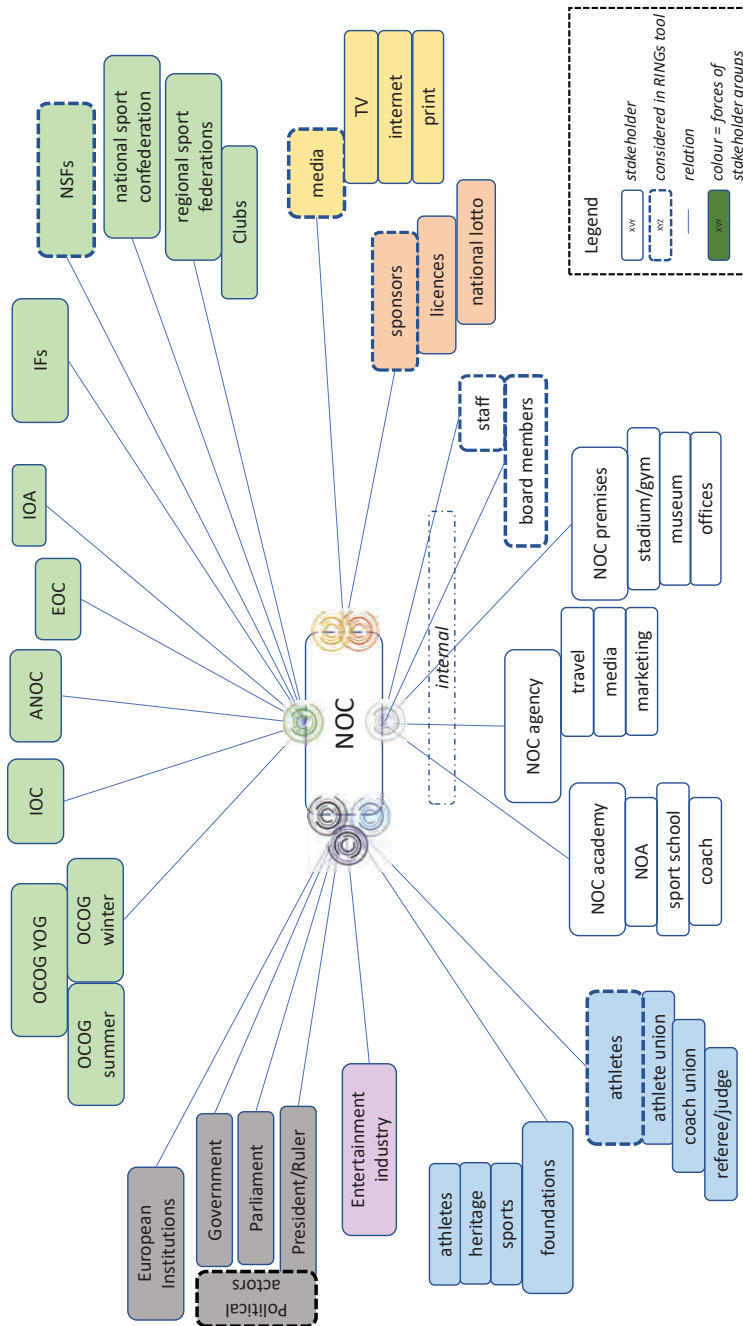 OCOG YOG
OCOG
summer
OCOG
winter
IOC
ANOC
EOC
IOA
IFs
NSFs
national sport
confederation
regional sport
federations
Clubs
European
Institutions
Political
actors
Government
Parliament
President/Ruler
Entertainment
industry
NOC
media
TV
internet
print
sponsors
licences
national lotto
internal
staff
board members
athletes
heritage
sports
foundations
athletes
athlete union
coach union
referee/judge
NOC academy
NOA
sport school
coach
NOC agency
travel
media
marketing
NOC premises
stadium/gym
museum
offices
Legend
xyy
stakeholder
xyz
considered in RINGs tool
relation
xyy
colour = forces of
stakeholder groups